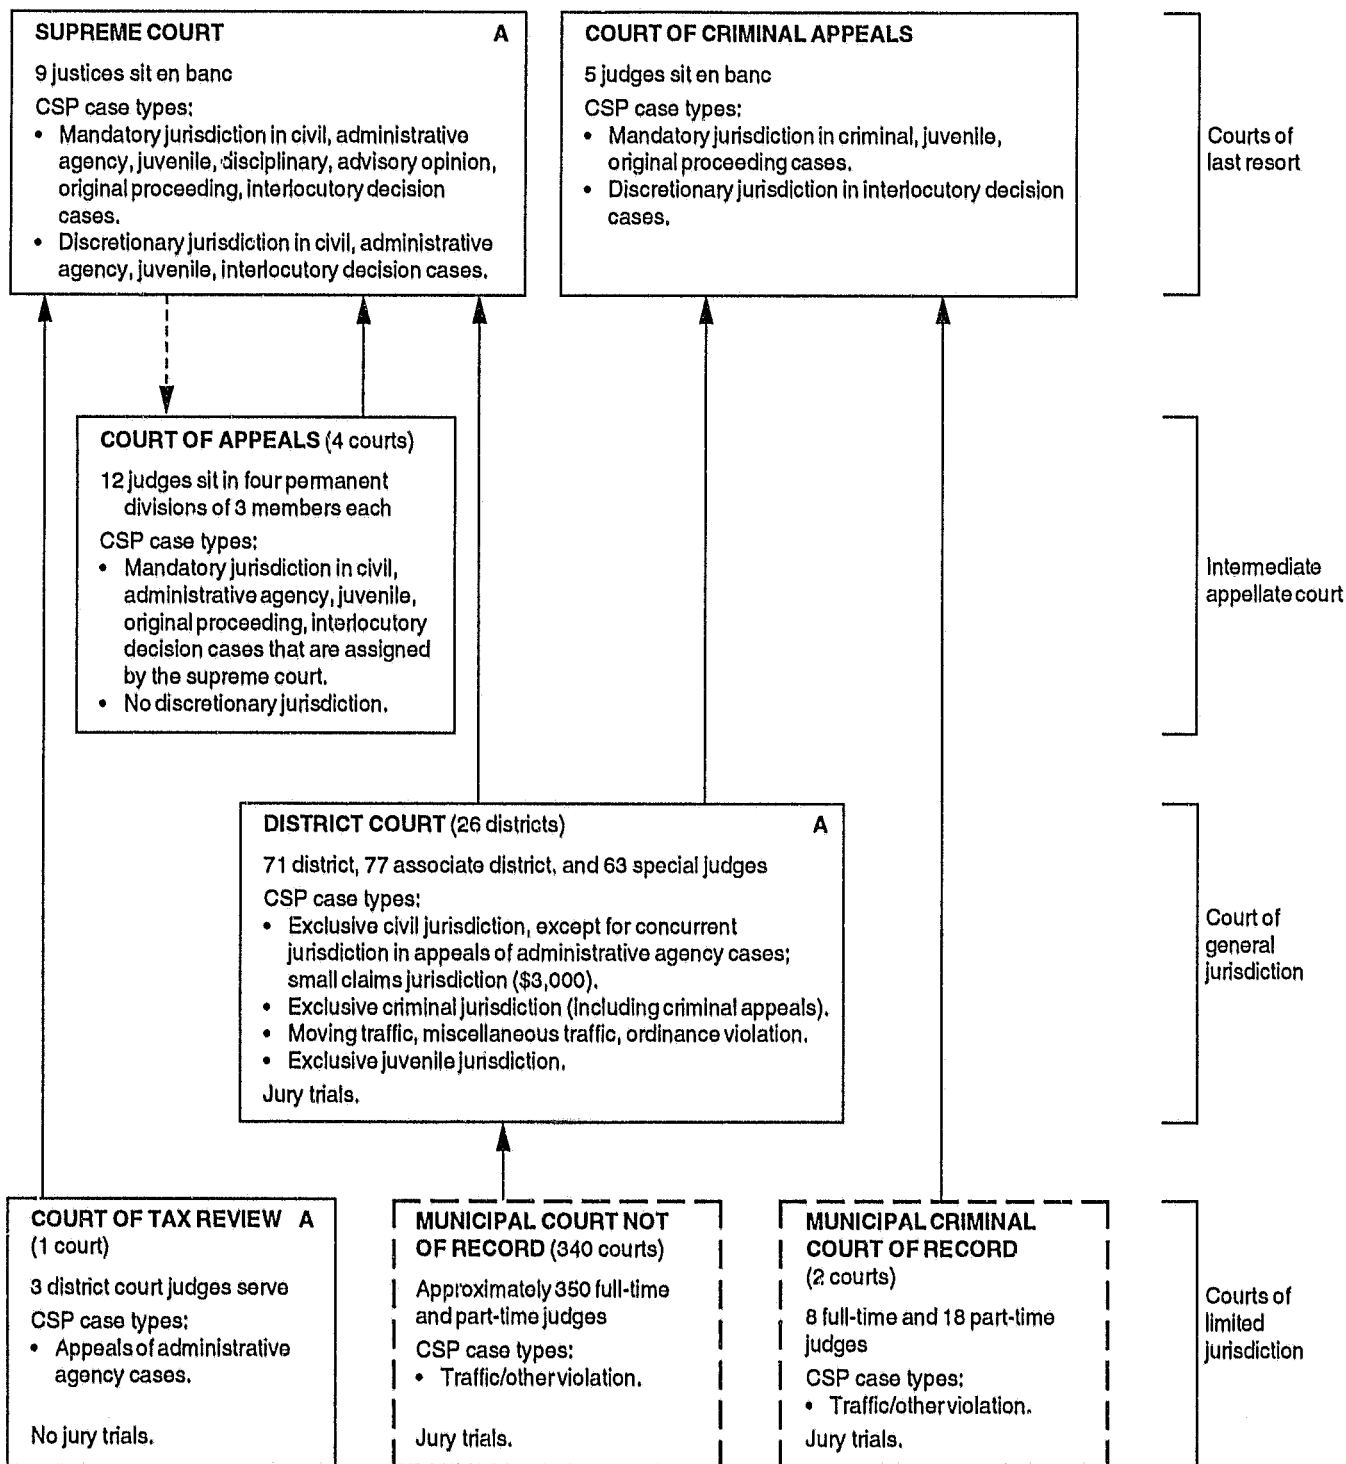 SUPREME COURT A
9 justices sit en banc
CSP case types:
• Mandatory jurisdiction in civil, administrative
agency, juvenile, disciplinary, advisory opinion,
original proceeding, interlocutory decision
cases.
• Discretionary jurisdiction in civil, administrative
agency, juvenile, interlocutory decision cases.
COURT OF CRIMINAL APPEALS
5 judges sit en banc
CSP case types:
• Mandatory jurisdiction in criminal, juvenile,
original proceeding cases.
• Discretionary jurisdiction in interlocutory decision
cases.
Courts of
last resort
COURT OF APPEALS (4 courts)
12 judges sit in four permanent
divisions of 3 members each
CSP case types:
• Mandatory jurisdiction in civil,
administrative agency, juvenile,
original proceeding, interlocutory
decision cases that are assigned
by the supreme court.
• No discretionary jurisdiction.
Intermediate
appellate court
DISTRICT COURT (26 districts) A
71 district, 77 associate district, and 63 special judges
CSP case types:
• Exclusive civil jurisdiction, except for concurrent
jurisdiction in appeals of administrative agency cases;
small claims jurisdiction ($3,000).
• Exclusive criminal jurisdiction (including criminal appeals).
• Moving traffic, miscellaneous traffic, ordinance violation.
• Exclusive juvenile jurisdiction.
Jury trials.
Court of
general
jurisdiction
COURT OF TAX REVIEW A
(1 court)
3 district court judges serve
CSP case types:
• Appeals of administrative
agency cases.
No jury trials.
MUNICIPAL COURT NOT
OF RECORD (340 courts)
Approximately 350 full-time
and part-time judges
CSP case types:
• Traffic/other violation.
Jury trials.
MUNICIPAL CRIMINAL
COURT OF RECORD
(2 courts)
8 full-time and 18 part-time
judges
CSP case types:
• Traffic/other violation.
Jury trials.
Courts of
limited
jurisdiction